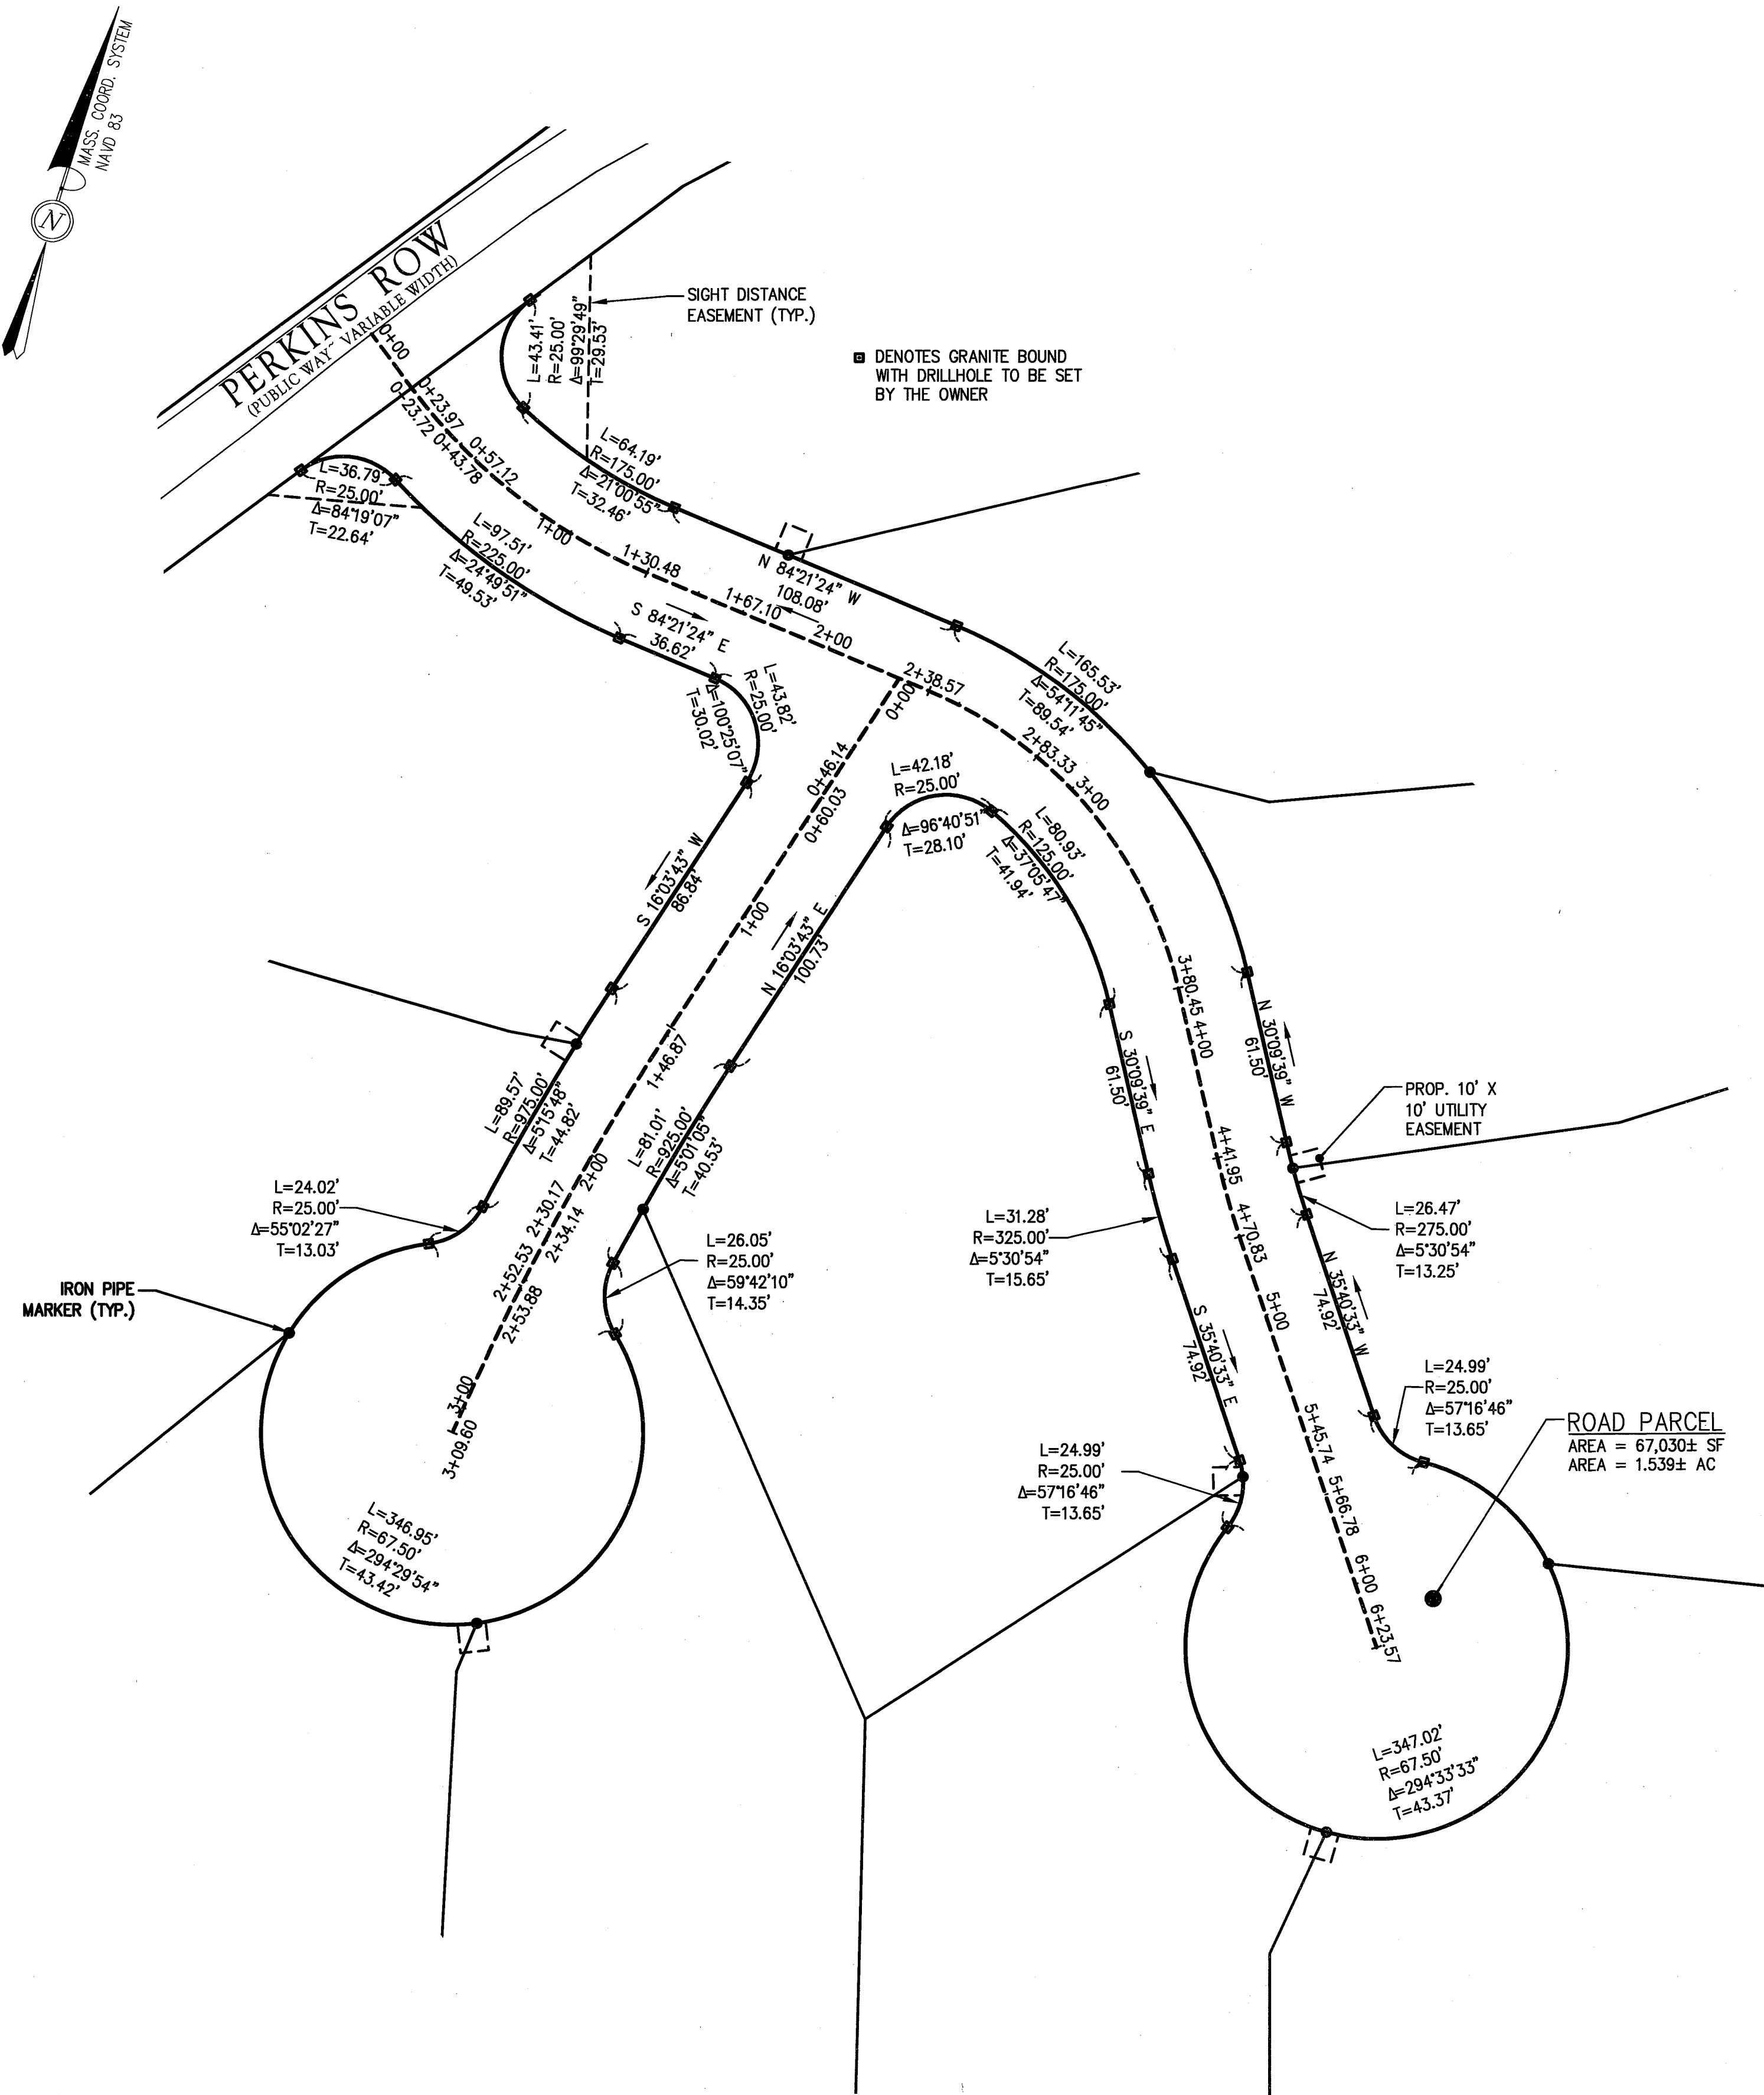 MASS. COORD. SYSTEM
NAVD 83
N
PERKINS ROW
(PUBLIC WAY~ VARIABLE WIDTH)
SIGHT DISTANCE
EASEMENT (TYP.)
DENOTES GRANITE BOUND
WITH DRILLHOLE TO BE SET
BY THE OWNER
L=43.41'
R=25.00'
Δ=99°29'49"
T=29.53'
0+00
0+23.97
0+23.72
0+43.78
0+57.12
1+00
1+30.48
1+67.10
2+00
2+38.57
2+83.33
3+00
3+80.45
4+00
4+41.95
4+70.83
5+00
5+45.74
5+66.78
6+00
6+23.57
L=36.79'
R=25.00'
Δ=84°19'07"
T=22.64'
L=64.19'
R=175.00'
Δ=21°00'55"
T=32.46'
L=97.51'
R=225.00'
Δ=24°49'51"
T=49.53'
N 84°21'24" W
108.08'
S 84°21'24" E
36.62'
L=43.82'
R=25.00'
Δ=100°25'07"
T=30.02'
L=165.53'
R=175.00'
Δ=54°11'45"
T=89.54'
0+00
0+46.14
0+60.03
1+00
1+46.87
2+00
2+30.17
2+34.14
2+52.53
2+53.88
3+00
3+09.60
L=42.18'
R=25.00'
Δ=96°40'51"
T=28.10'
L=80.93'
R=125.00'
Δ=37°05'47"
T=41.94'
S 16°03'43" W
86.84'
N 16°03'43" E
100.73'
S 30°09'39" E
61.50'
N 30°09'39" W
61.50'
PROP. 10' X
10' UTILITY
EASEMENT
L=89.57'
R=975.00'
Δ=5°15'48"
T=44.82'
L=81.01'
R=925.00'
Δ=5°01'05"
T=40.53'
L=24.02'
R=25.00'
Δ=55°02'27"
T=13.03'
L=26.05'
R=25.00'
Δ=59°42'10"
T=14.35'
IRON PIPE
MARKER (TYP.)
L=31.28'
R=325.00'
Δ=5°30'54"
T=15.65'
L=26.47'
R=275.00'
Δ=5°30'54"
T=13.25'
S 35°40'33" E
74.92'
N 35°40'33" W
74.92'
L=24.99'
R=25.00'
Δ=57°16'46"
T=13.65'
L=24.99'
R=25.00'
Δ=57°16'46"
T=13.65'
ROAD PARCEL
AREA = 67,030± SF
AREA = 1.539± AC
L=346.95'
R=67.50'
Δ=294°29'54"
T=43.42'
L=347.02'
R=67.50'
Δ=294°33'33"
T=43.37'